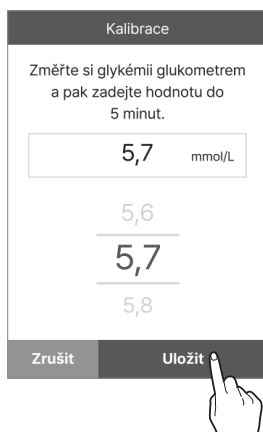 Kalibrace
Změřte si glykémii glukometrem
a pak zadejte hodnotu do
5 minut.
5,7 mmol/L
5,6
5,7
5,8
Zrušit Uložit